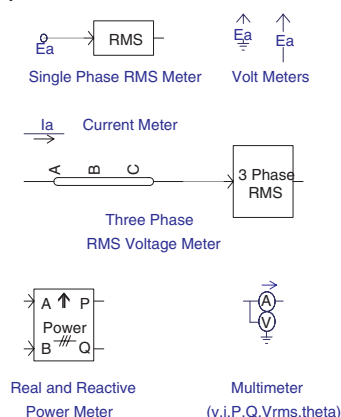 Ea
RMS
Ea
Ea
Single Phase RMS Meter
Volt Meters
Ia
Current Meter
A B C
3 Phase
RMS
Three Phase
RMS Voltage Meter
A P
Power
B Q
A
V
Real and Reactive
Power Meter
Multimeter
(v,i,P,Q,Vrms,theta)